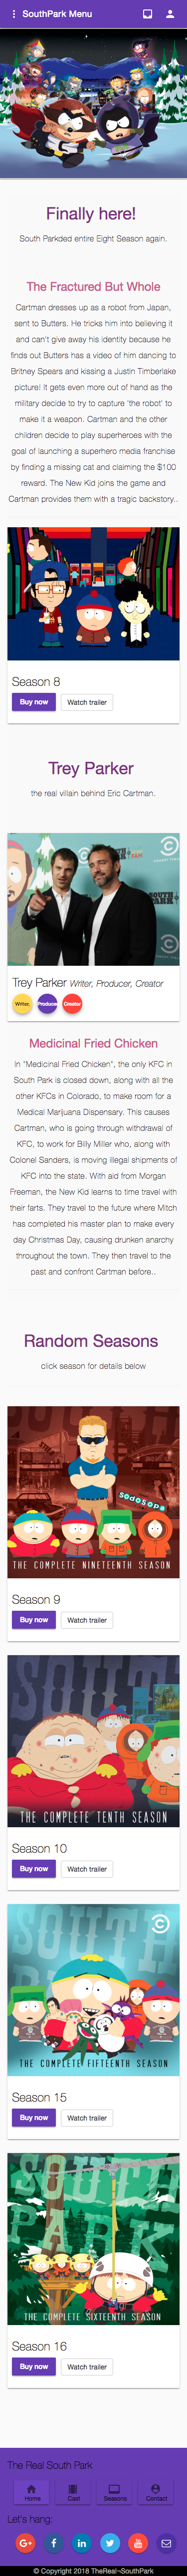 SouthPark Menu
Finally here!
South Parkded entire Eight Season again.
The Fractured But Whole
Cartman dresses up as a robot from Japan,
sent to Butters. He tricks him into believing it
and can't give away his identity because he
finds out Butters has a video of him dancing to
Britney Spears and kissing a Justin Timberlake
picture! It gets even more out of hand as the
military decide to try to capture 'the robot' to
make it a weapon. Cartman and the other
children decide to play superheroes with the
goal of launching a superhero media franchise
by finding a missing cat and claiming the $100
reward. The New Kid joins the game and
Cartman provides them with a tragic backstory..
Season 8
Buy now
Watch trailer
Trey Parker
the real villain behind Eric Cartman.
Trey Parker Writer, Producer, Creator
Writer,
Produce
Creator
Medicinal Fried Chicken
In "Medicinal Fried Chicken", the only KFC in
South Park is closed down, along with all the
other KFCs in Colorado, to make room for a
Medical Marijuana Dispensary. This causes
Cartman, who is going through withdrawal of
KFC, to work for Billy Miller who, along with
Colonel Sanders, is moving illegal shipments of
KFC into the state. With aid from Morgan
Freeman, the New Kid learns to time travel with
their farts. They travel to the future where Mitch
has completed his master plan to make every
day Christmas Day, causing drunken anarchy
throughout the town. They then travel to the
past and confront Cartman before..
Random Seasons
click season for details below
SODOSOPA
THE COMPLETE NINETEENTH SEASON
Season 9
Buy now
Watch trailer
SOUTH
THE COMPLETE TENTH SEASON
Season 10
Buy now
Watch trailer
SOUTH
THE COMPLETE FIFTEENTH SEASON
Season 15
Buy now
Watch trailer
SOUTH
PARK
THE COMPLETE SIXTEENTH SEASON
Season 16
Buy now
Watch trailer
The Real South Park
Home
Cast
Seasons
Contact
Let's hang:
© Copyright 2018 TheReal~SouthPark